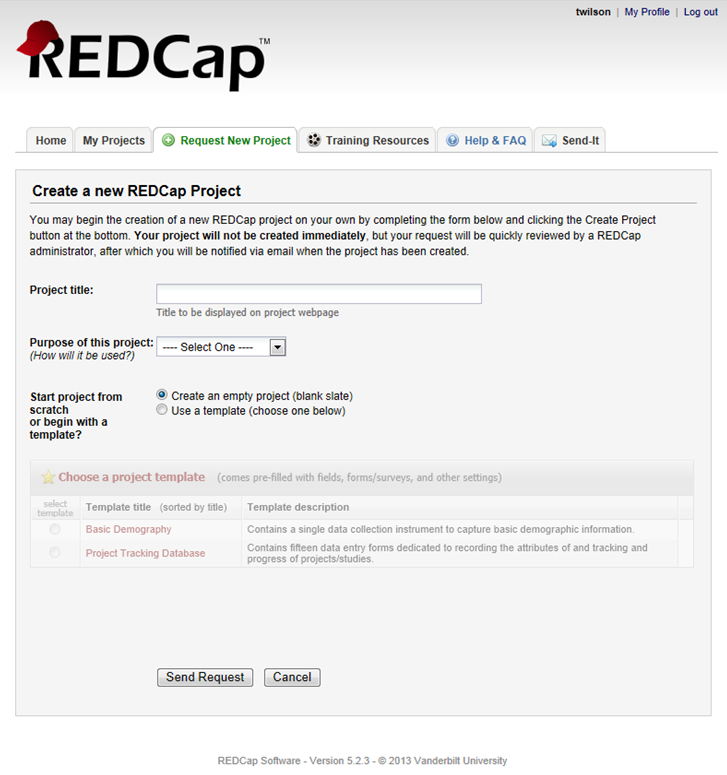 twilson | My Profile | Log out
REDCap™
Home
My Projects
Request New Project
Training Resources
Help & FAQ
Send-It
Create a new REDCap Project
You may begin the creation of a new REDCap project on your own by completing the form below and clicking the Create Project
button at the bottom. Your project will not be created immediately, but your request will be quickly reviewed by a REDCap
administrator, after which you will be notified via email when the project has been created.
Project title:
Title to be displayed on project webpage
Purpose of this project:
(How will it be used?)
---- Select One ----
Start project from
scratch
or begin with a
template?
Create an empty project (blank slate)
Use a template (choose one below)
Choose a project template (comes pre-filled with fields, forms/surveys, and other settings)
select
template
Template title (sorted by title)
Template description
Basic Demography
Contains a single data collection instrument to capture basic demographic information.
Project Tracking Database
Contains fifteen data entry forms dedicated to recording the attributes of and tracking and
progress of projects/studies.
Send Request
Cancel
REDCap Software - Version 5.2.3 - © 2013 Vanderbilt University